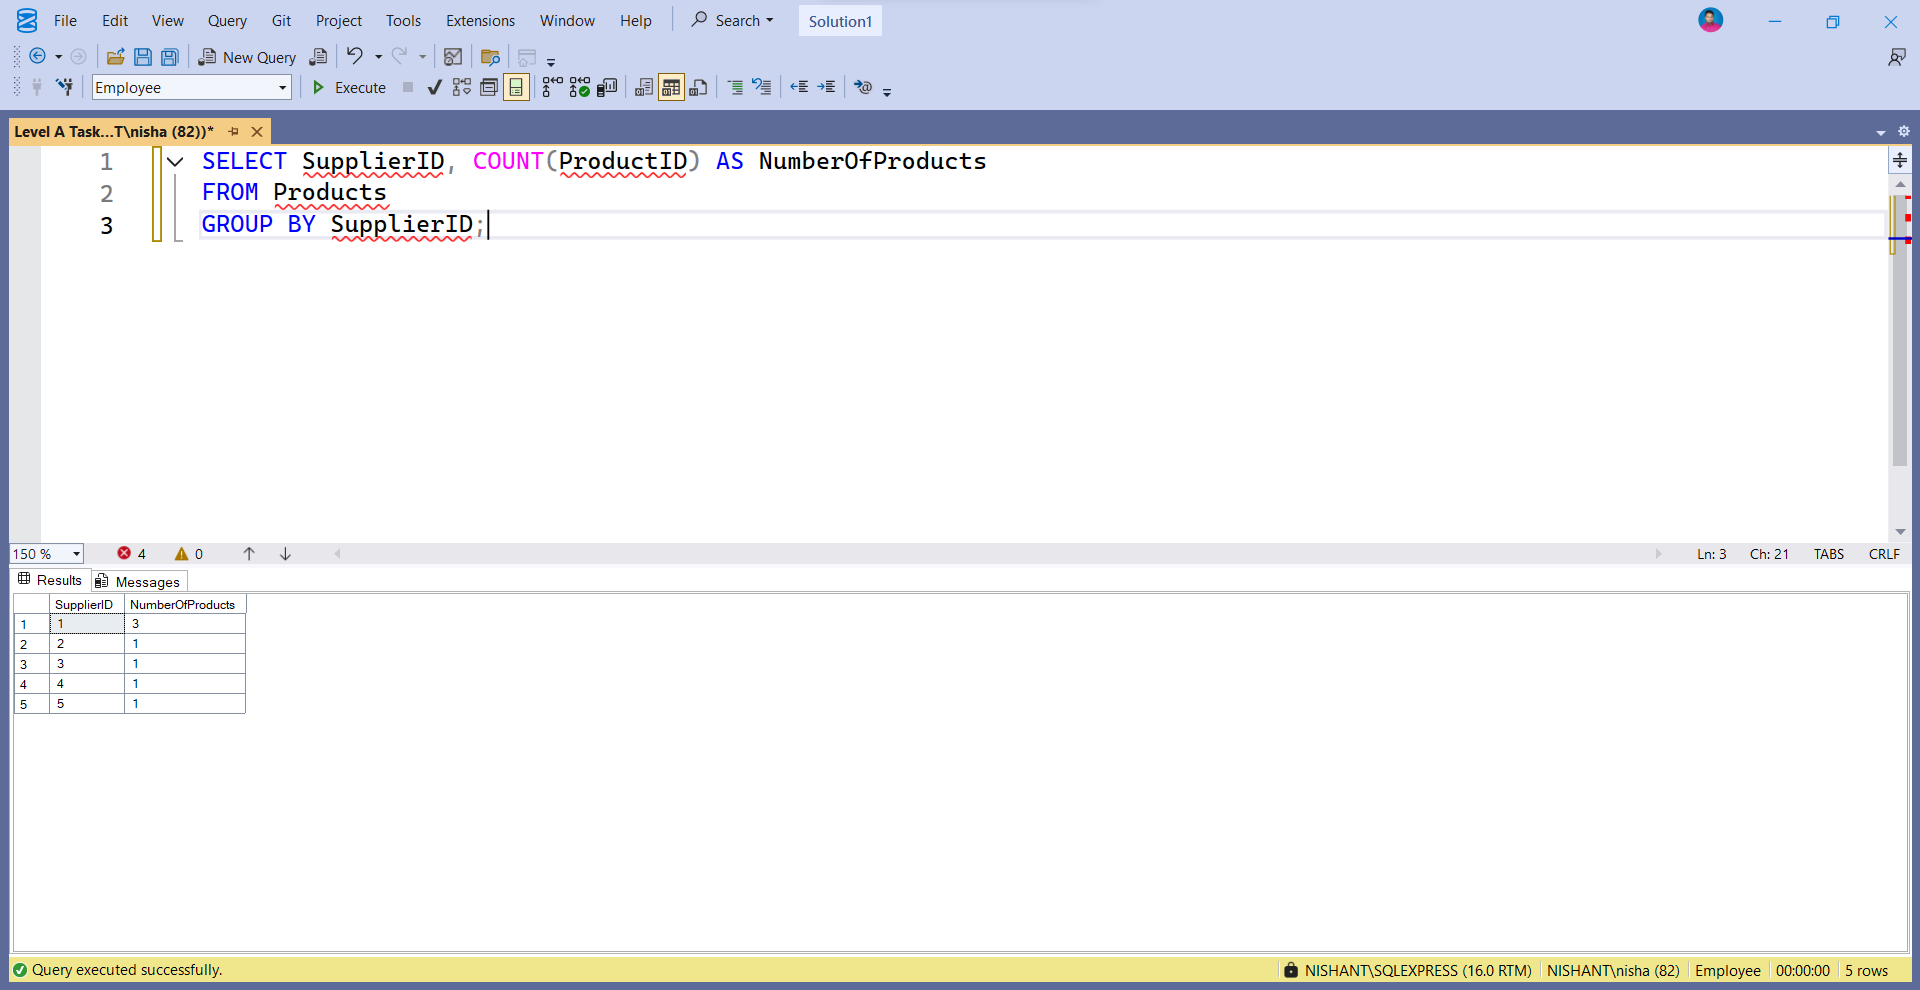 File Edit View Query Git Project Tools Extensions Window Help Search Solution1
New Query
Employee Execute
Level A Task...T\nisha (82))*
1 SELECT SupplierID, COUNT(ProductID) AS NumberOfProducts
2 FROM Products
3 GROUP BY SupplierID;
150 % 4 0 Ln: 3 Ch: 21 TABS CRLF
Results Messages
SupplierID NumberOfProducts
1 1 3
2 2 1
3 3 1
4 4 1
5 5 1
Query executed successfully. NISHANT\SQLEXPRESS (16.0 RTM) NISHANT\nisha (82) Employee 00:00:00 5 rows